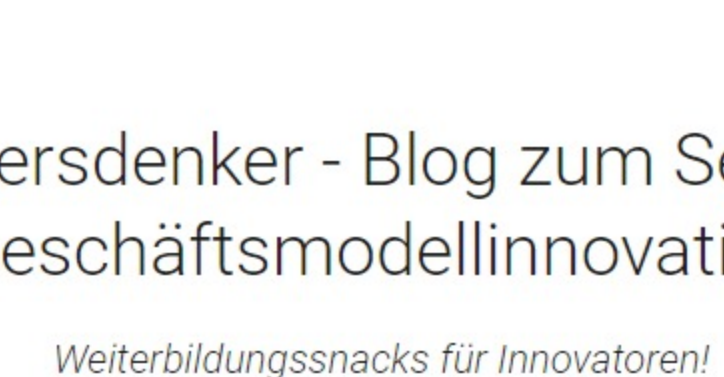 ersdenker - Blog zum Se
eschäftsmodellinnovati
Weiterbildungssnacks für Innovatoren!